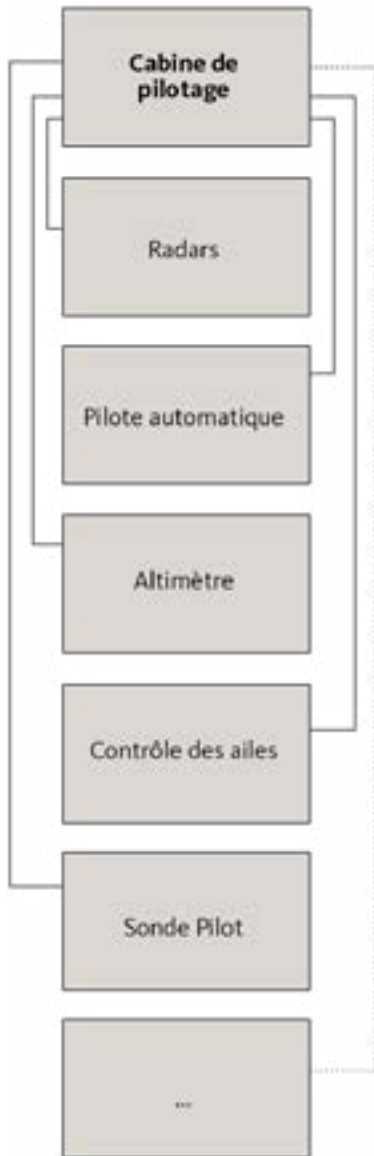 Cabine de
pilotage
Radars
Pilote automatique
Altimètre
Contrôle des ailes
Sonde Pilot
...